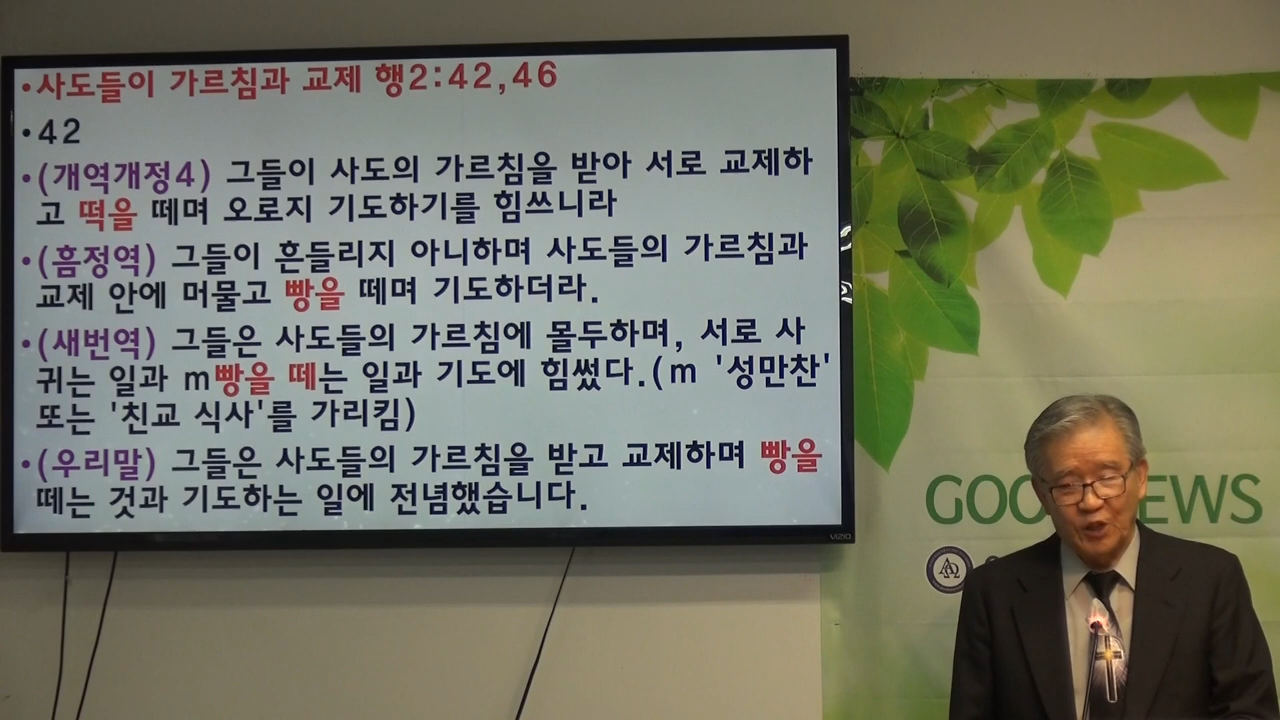 •사도들이 가르침과 교제 행2:42,46
•42
•(개역개정4) 그들이 사도의 가르침을 받아 서로 교제하
고 떡을 떼며 오로지 기도하기를 힘쓰니라
•(흠정역) 그들이 흔들리지 아니하며 사도들의 가르침과
교제 안에 머물고 빵을 떼며 기도하더라.
•(새번역) 그들은 사도들의 가르침에 몰두하며, 서로 사
귀는 일과 m빵을 떼는 일과 기도에 힘썼다.(m '성만찬'
또는 '친교 식사'를 가리킴)
•(우리말) 그들은 사도들의 가르침을 받고 교제하며 빵을
떼는 것과 기도하는 일에 전념했습니다.
VIZIO
GOO EWS
ΑΩ